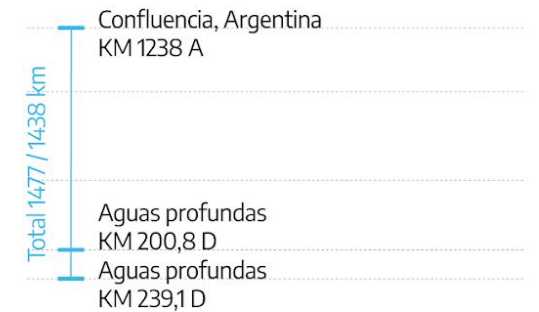 Confluencia, Argentina
KM 1238 A
Total 1477 / 1438 km
Aguas profundas
KM 200,8 D
Aguas profundas
KM 239,1 D